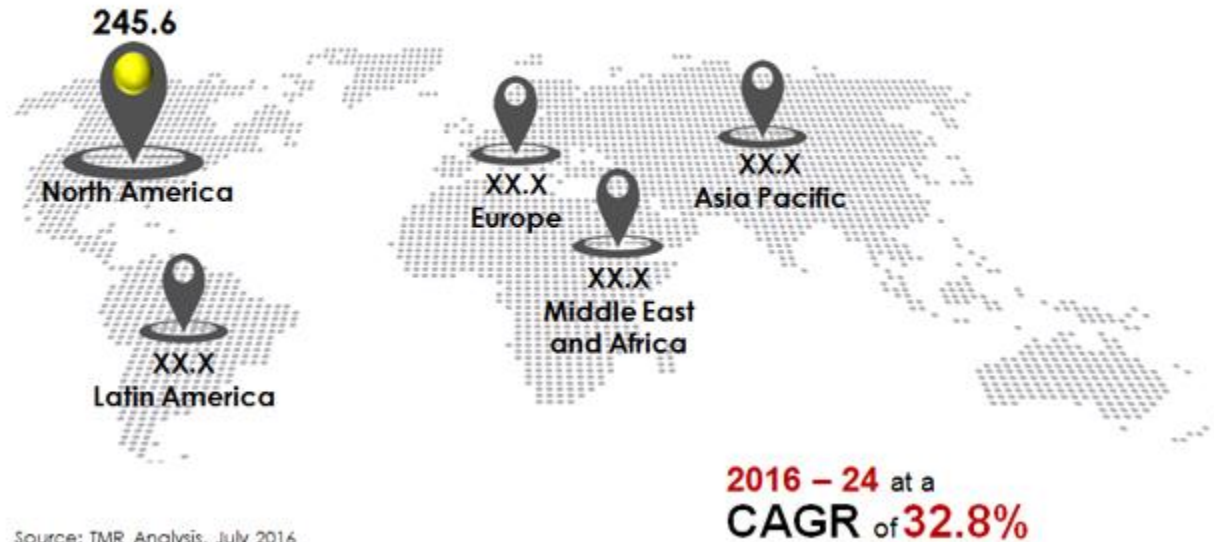 245.6
North America
XX.X
Europe
XX.X
Asia Pacific
XX.X
Middle East
and Africa
XX.X
Latin America
2016 – 24 at a
CAGR of 32.8%
Source: TMR Analysis, July 2016